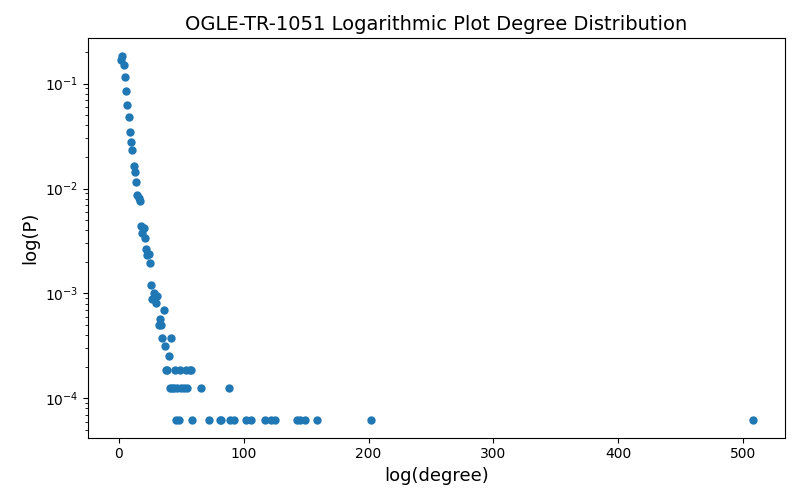 OGLE-TR-1051 Logarithmic Plot Degree Distribution
log(P)
10⁻¹
10⁻²
10⁻³
10⁻⁴
0 100 200 300 400 500
log(degree)